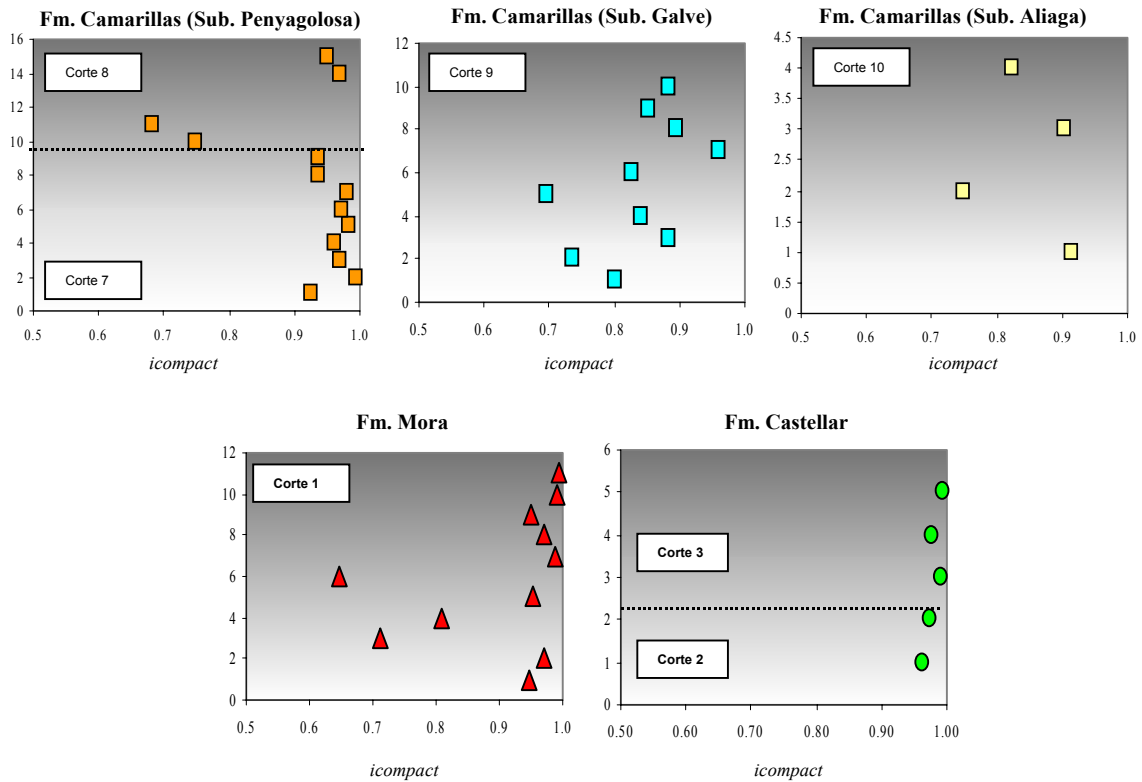 Fm. Camarillas (Sub. Penyagolosa)
16
14
12
10
8
6
4
2
0
Corte 8
Corte 7
0.5 0.6 0.7 0.8 0.9 1.0
icompact
Fm. Camarillas (Sub. Galve)
12
10
8
6
4
2
0
Corte 9
0.5 0.6 0.7 0.8 0.9 1.0
icompact
Fm. Camarillas (Sub. Aliaga)
4.5
4
3.5
3
2.5
2
1.5
1
0.5
0
Corte 10
0.5 0.6 0.7 0.8 0.9 1.0
icompact
Fm. Mora
12
10
8
6
4
2
0
Corte 1
0.5 0.6 0.7 0.8 0.9 1.0
icompact
Fm. Castellar
6
5
4
3
2
1
0
Corte 3
Corte 2
0.50 0.60 0.70 0.80 0.90 1.00
icompact